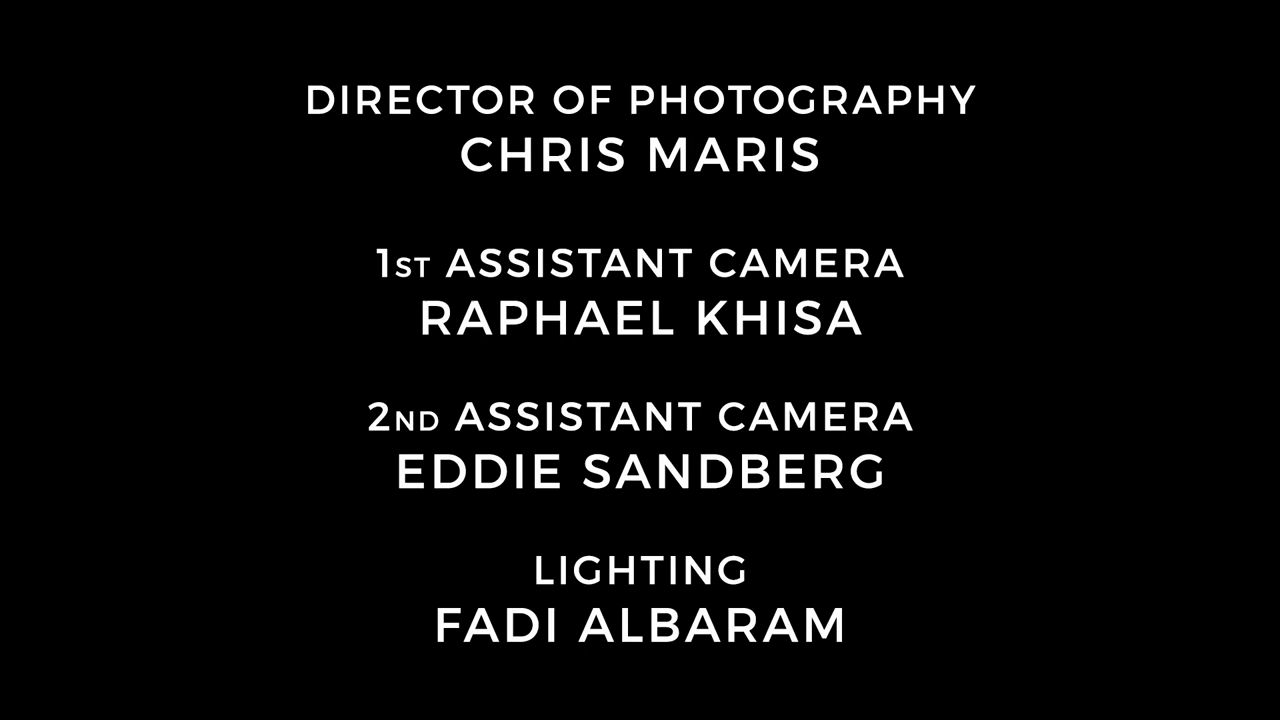 DIRECTOR OF PHOTOGRAPHY
CHRIS MARIS
1ST ASSISTANT CAMERA
RAPHAEL KHISA
2ND ASSISTANT CAMERA
EDDIE SANDBERG
LIGHTING
FADI ALBARAM